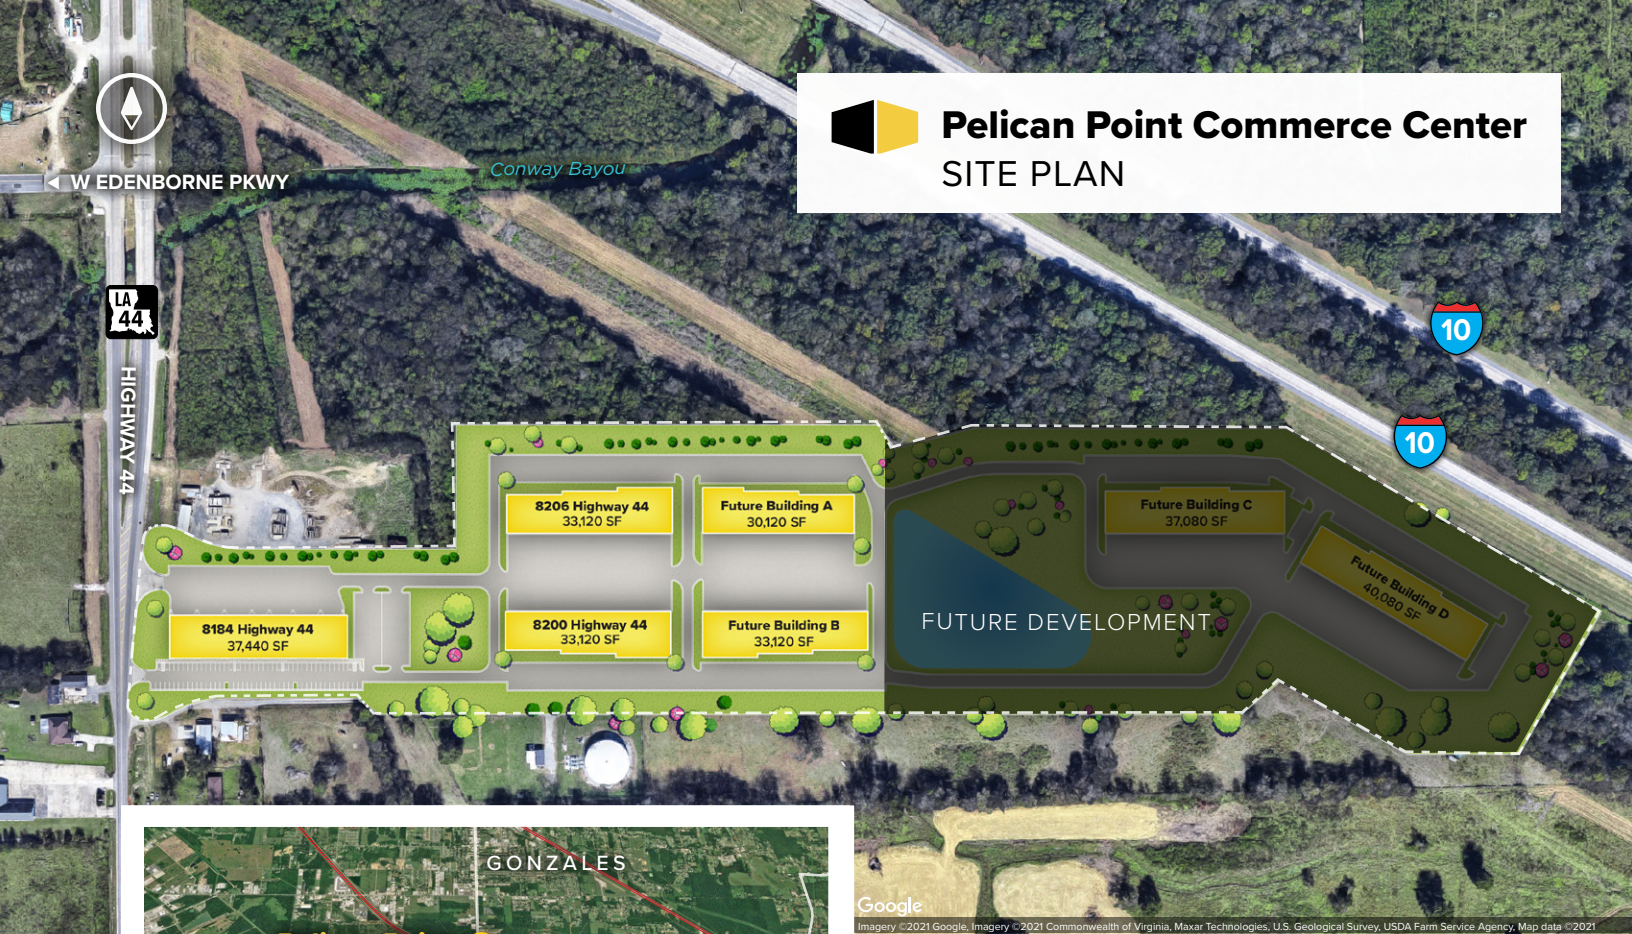 Pelican Point Commerce Center
SITE PLAN
Conway Bayou
W EDENBORNE PKWY
LA
44
HIGHWAY 44
10
10
8206 Highway 44
33,120 SF
Future Building A
30,120 SF
Future Building C
37,080 SF
Future Building D
40,080 SF
8184 Highway 44
37,440 SF
8200 Highway 44
33,120 SF
Future Building B
33,120 SF
FUTURE DEVELOPMENT
GONZALES
Google
Imagery ©2021 Google, Imagery ©2021 Commonwealth of Virginia, Maxar Technologies, U.S. Geological Survey, USDA Farm Service Agency, Map data ©2021